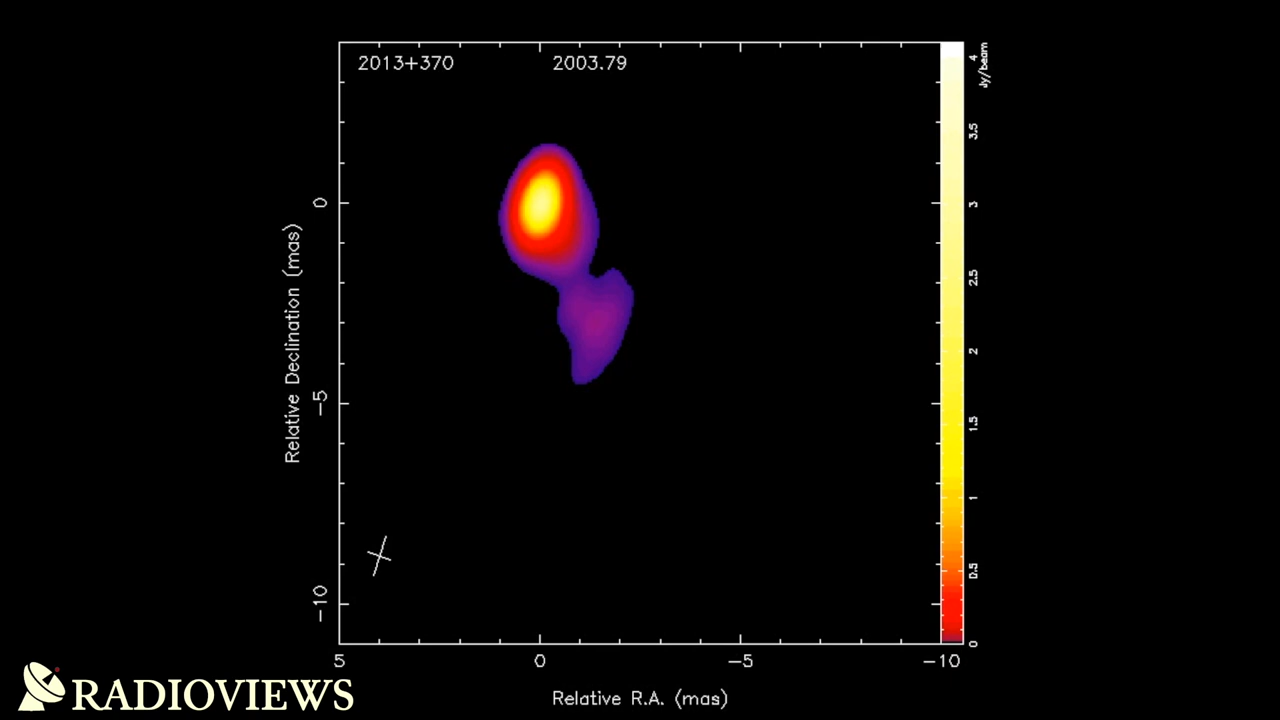 2013+370 2003.79
Jy/beam
4
3.5
3
2.5
2
1.5
1
0.5
0
Relative Declination (mas)
0
−5
−10
5 0 −5 −10
Relative R.A. (mas)
RADIOVIEWS